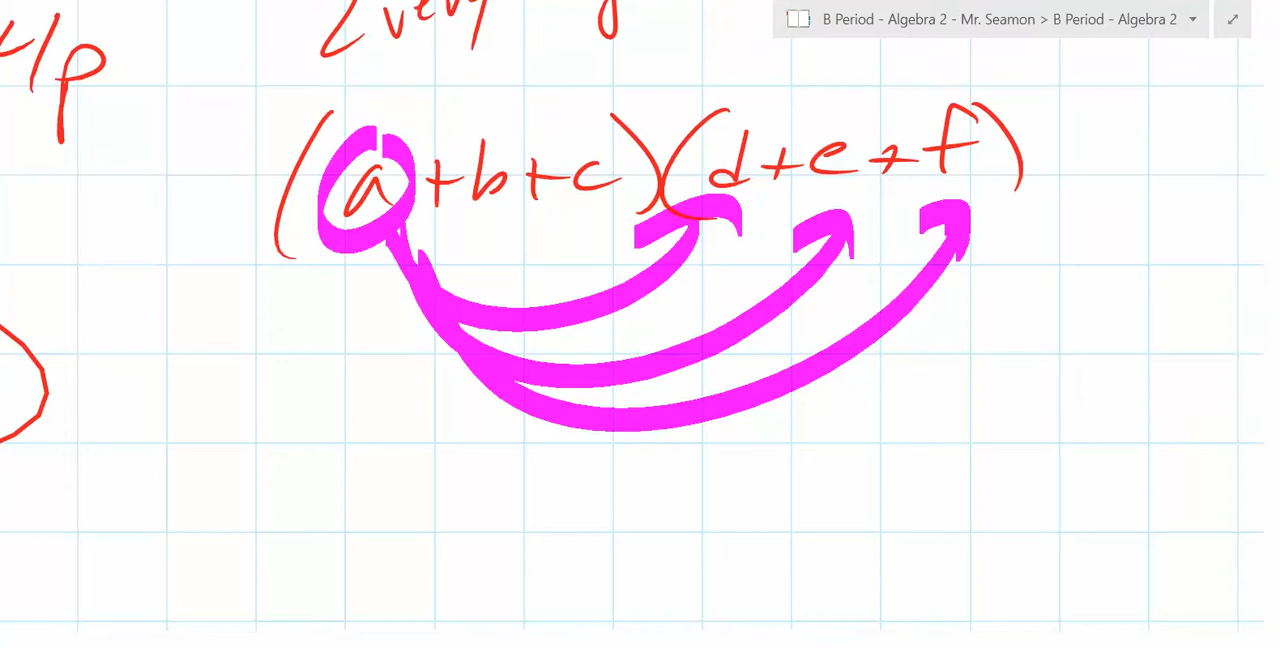 B Period - Algebra 2 - Mr. Seamon > B Period - Algebra 2
(a+b+c)(d+e+f)